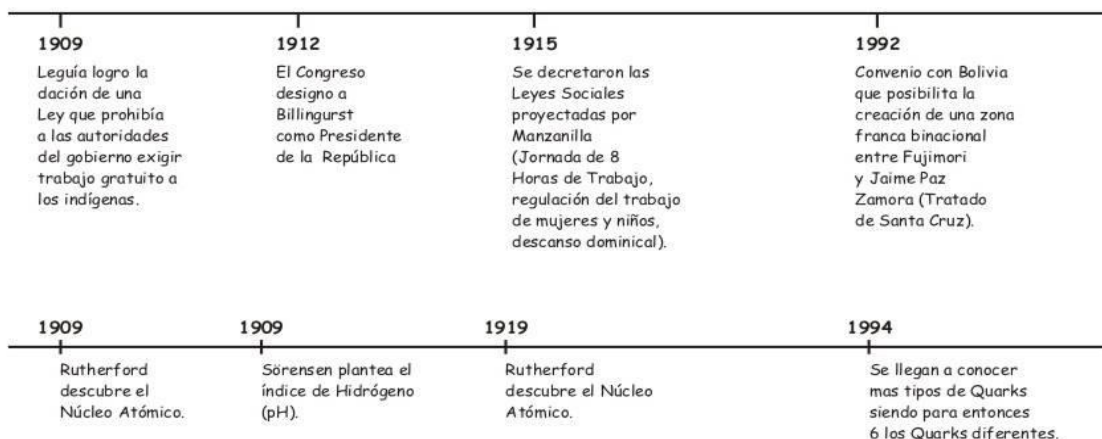 1909
Leguía logro la
dación de una
Ley que prohibía
a las autoridades
del gobierno exigir
trabajo gratuito a
los indígenas.
1912
El Congreso
designo a
Billingurst
como Presidente
de la República
1915
Se decretaron las
Leyes Sociales
proyectadas por
Manzanilla
(Jornada de 8
Horas de Trabajo,
regulación del trabajo
de mujeres y niños,
descanso dominical).
1992
Convenio con Bolivia
que posibilita la
creación de una zona
franca binacional
entre Fujimori
y Jaime Paz
Zamora (Tratado
de Santa Cruz).
1909
Rutherford
descubre el
Núcleo Atómico.
1909
Sörensen plantea el
índice de Hidrógeno
(pH).
1919
Rutherford
descubre el Núcleo
Atómico.
1994
Se llegan a conocer
mas tipos de Quarks
siendo para entonces
6 los Quarks diferentes.